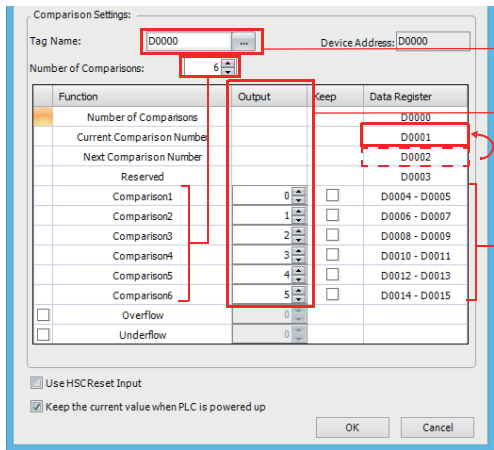 Comparison Settings:
Tag Name: D0000 ... Device Address: D0000
Number of Comparisons: 6
Function Output Keep Data Register
Number of Comparisons D0000
Current Comparison Number D0001
Next Comparison Number D0002
Reserved D0003
Comparison1 0 D0004 - D0005
Comparison2 1 D0006 - D0007
Comparison3 2 D0008 - D0009
Comparison4 3 D0010 - D0011
Comparison5 4 D0012 - D0013
Comparison6 5 D0014 - D0015
Overflow 0
Underflow 0
Use HSC Reset Input
Keep the current value when PLC is powered up
OK Cancel